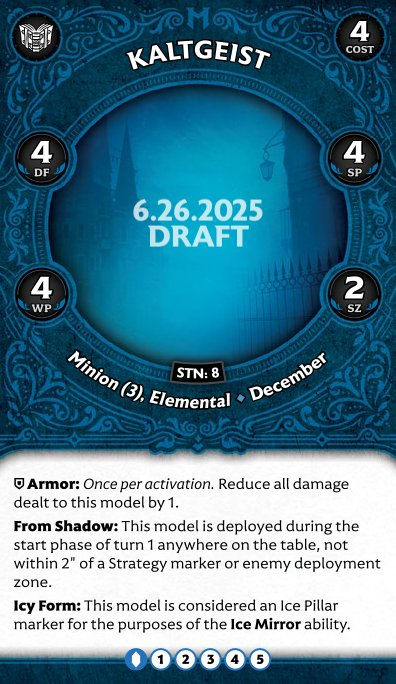 KALTGEIST
4
COST
4
DF
4
SP
6.26.2025
DRAFT
4
WP
2
SZ
STN: 8
Minion (3), Elemental ♦ December
Armor: Once per activation. Reduce all damage
dealt to this model by 1.
From Shadow: This model is deployed during the
start phase of turn 1 anywhere on the table, not
within 2" of a Strategy marker or enemy deployment
zone.
Icy Form: This model is considered an Ice Pillar
marker for the purposes of the Ice Mirror ability.
1 2 3 4 5